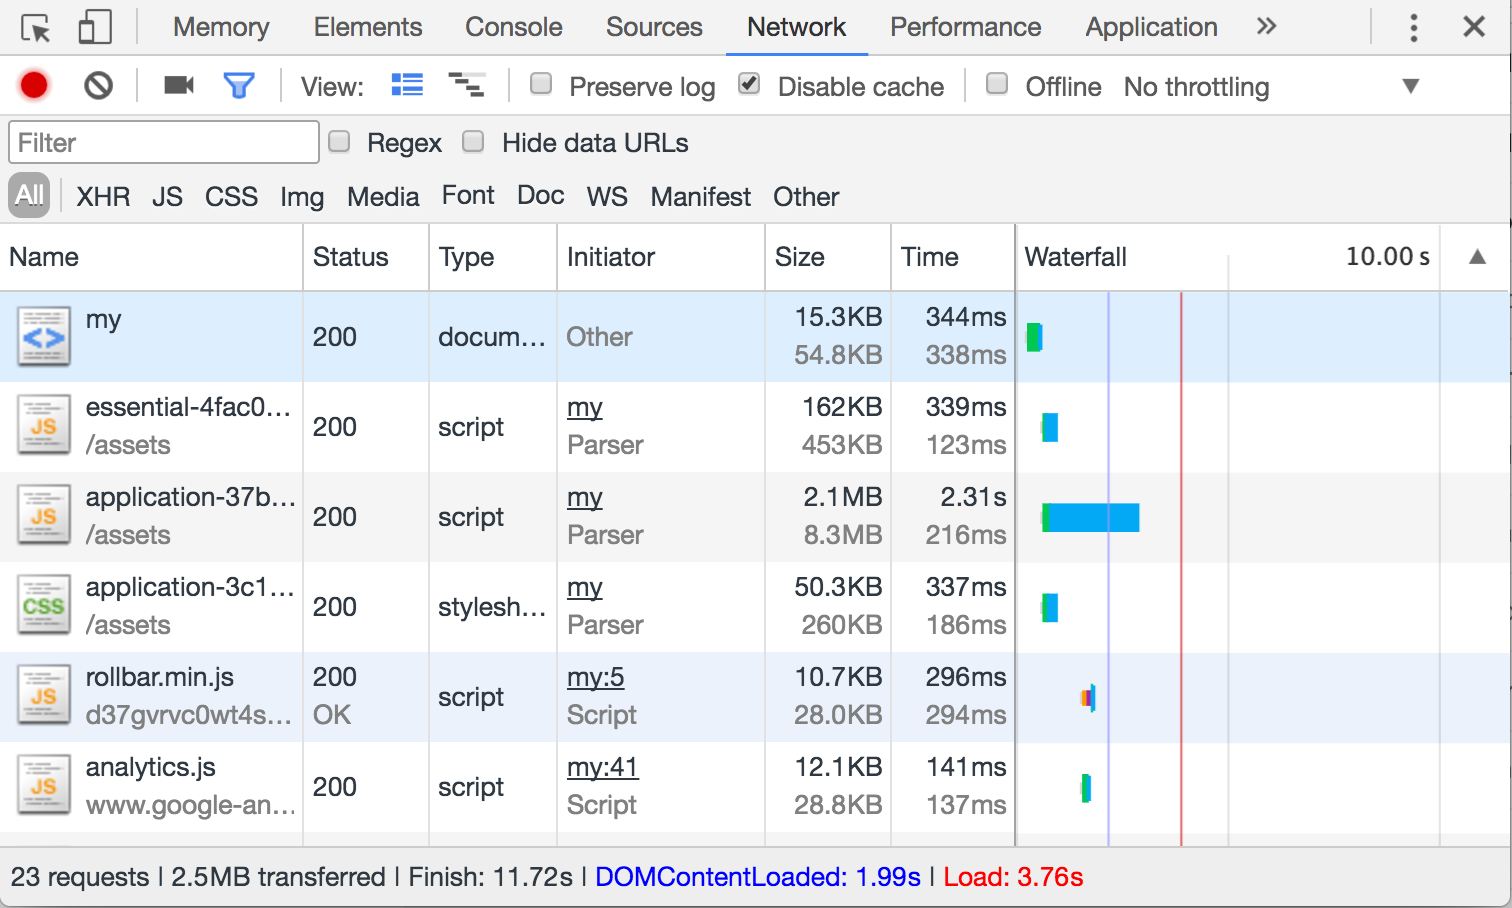 Memory Elements Console Sources Network Performance Application »
View: Preserve log Disable cache Offline No throttling
Filter Regex Hide data URLs
All XHR JS CSS Img Media Font Doc WS Manifest Other
Name Status Type Initiator Size Time Waterfall 10.00 s
my 200 docum... Other 15.3KB 344ms
54.8KB 338ms
JS essential-4fac0... 200 script my 162KB 339ms
/assets Parser 453KB 123ms
JS application-37b... 200 script my 2.1MB 2.31s
/assets Parser 8.3MB 216ms
CSS application-3c1... 200 stylesh... my 50.3KB 337ms
/assets Parser 260KB 186ms
JS rollbar.min.js 200 script my:5 10.7KB 296ms
d37gvrvc0wt4s... OK Script 28.0KB 294ms
JS analytics.js 200 script my:41 12.1KB 141ms
www.google-an... Script 28.8KB 137ms
23 requests | 2.5MB transferred | Finish: 11.72s | DOMContentLoaded: 1.99s | Load: 3.76s